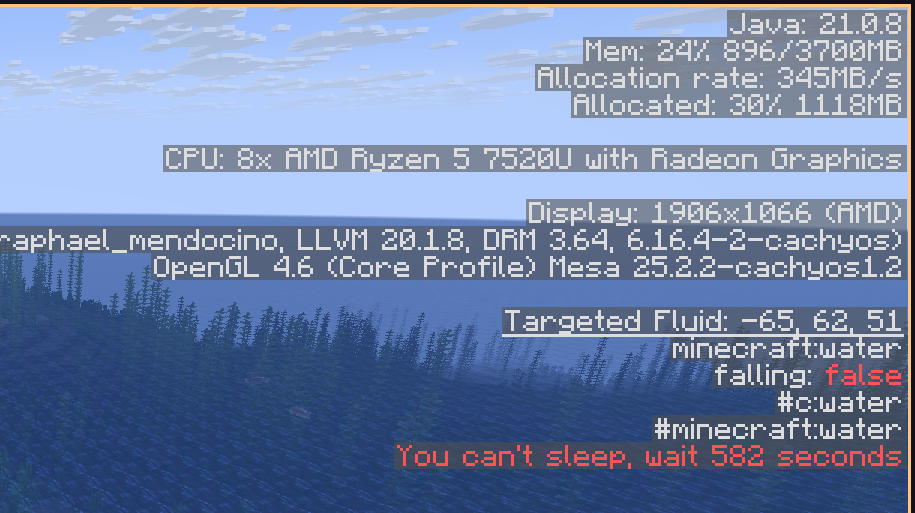 Java: 21.0.8
Mem: 24% 896/3700MB
Allocation rate: 345MB/s
Allocated: 30% 1118MB
CPU: 8x AMD Ryzen 5 7520U with Radeon Graphics
Display: 1906x1066 (AMD)
raphael_mendocino, LLVM 20.1.8, DRM 3.64, 6.16.4-2-cachyos)
OpenGL 4.6 (Core Profile) Mesa 25.2.2-cachyos1.2
Targeted Fluid: -65, 62, 51
minecraft:water
falling: false
#c:water
#minecraft:water
You can't sleep, wait 582 seconds